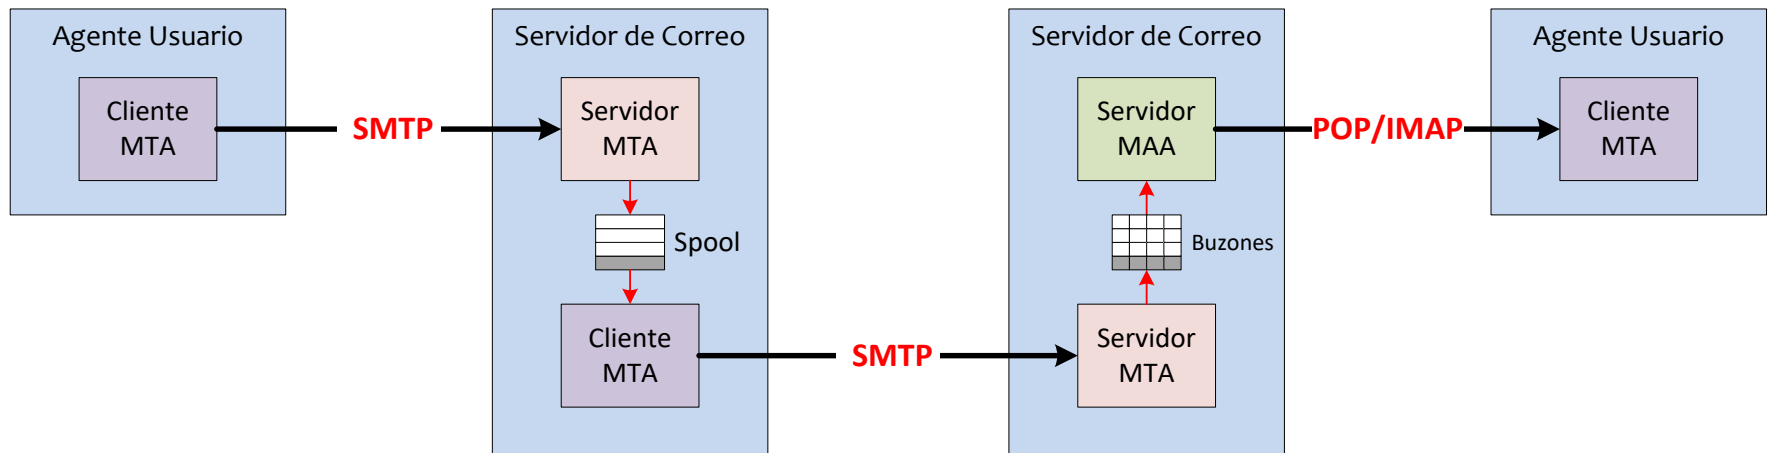 Agente Usuario
Cliente
MTA
SMTP
Servidor de Correo
Servidor
MTA
Spool
Cliente
MTA
SMTP
Servidor de Correo
Servidor
MAA
Buzones
Servidor
MTA
POP/IMAP
Agente Usuario
Cliente
MTA